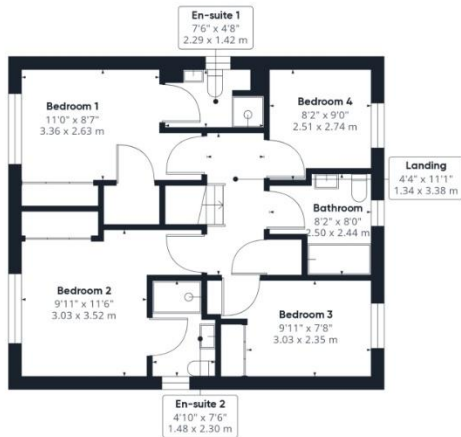 En-suite 1
7'6" x 4'8"
2.29 x 1.42 m
Bedroom 1
11'0" x 8'7"
3.36 x 2.63 m
Bedroom 4
8'2" x 9'0"
2.51 x 2.74 m
Landing
4'4" x 11'1"
1.34 x 3.38 m
Bathroom
8'2" x 8'0"
2.50 x 2.44 m
Bedroom 2
9'11" x 11'6"
3.03 x 3.52 m
Bedroom 3
9'11" x 7'8"
3.03 x 2.35 m
En-suite 2
4'10" x 7'6"
1.48 x 2.30 m